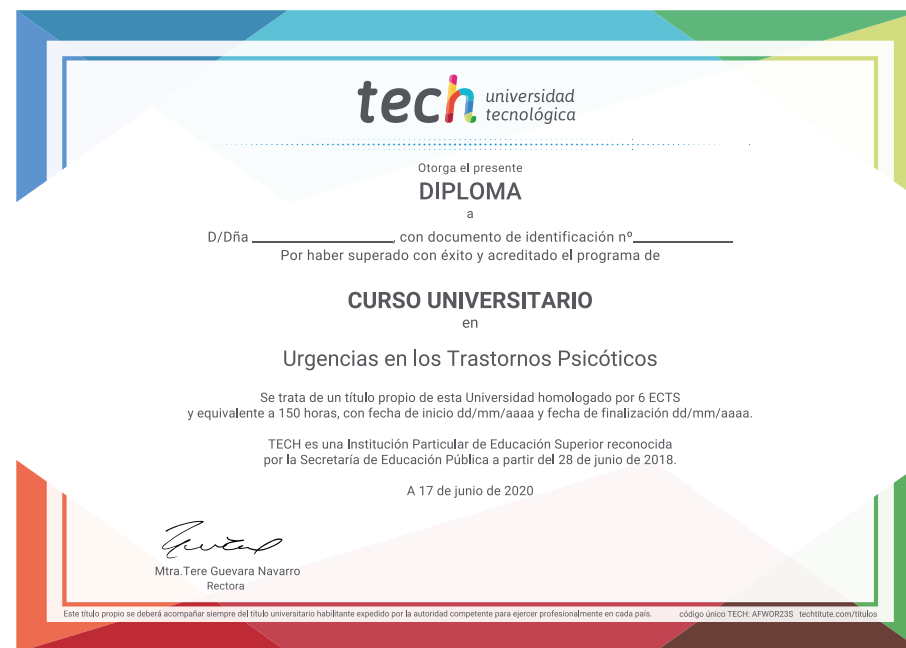 tech universidad
tecnológica
Otorga el presente
DIPLOMA
a
D/Dña ____________________, con documento de identificación nº______________
Por haber superado con éxito y acreditado el programa de
CURSO UNIVERSITARIO
en
Urgencias en los Trastornos Psicóticos
Se trata de un título propio de esta Universidad homologado por 6 ECTS
y equivalente a 150 horas, con fecha de inicio dd/mm/aaaa y fecha de finalización dd/mm/aaaa.
TECH es una Institución Particular de Educación Superior reconocida
por la Secretaría de Educación Pública a partir del 28 de junio de 2018.
A 17 de junio de 2020
Mtra.Tere Guevara Navarro
Rectora
Este título propio se deberá acompañar siempre del título universitario habilitante expedido por la autoridad competente para ejercer profesionalmente en cada país. código único TECH: AFWOR23S techtitute.com/titulos